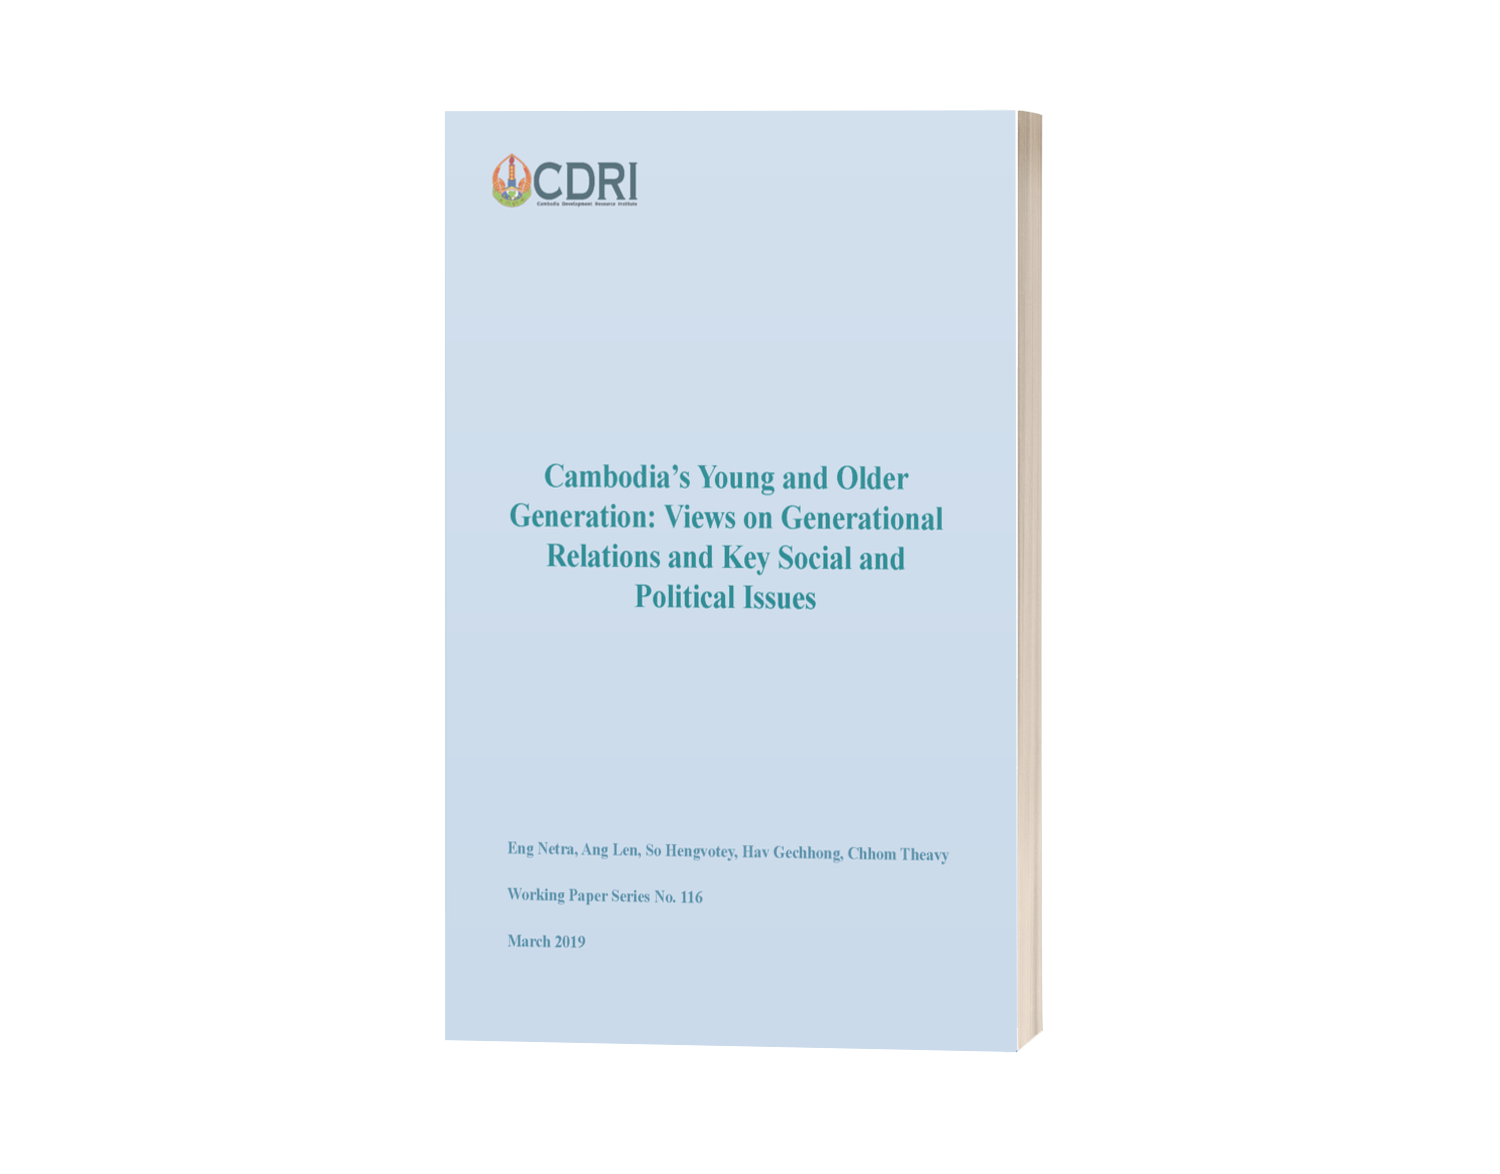 CDRI
Cambodia Development Resource Institute
Cambodia’s Young and Older
Generation: Views on Generational
Relations and Key Social and
Political Issues
Eng Netra, Ang Len, So Hengvotey, Hav Gechhong, Chhom Theavy
Working Paper Series No. 116
March 2019